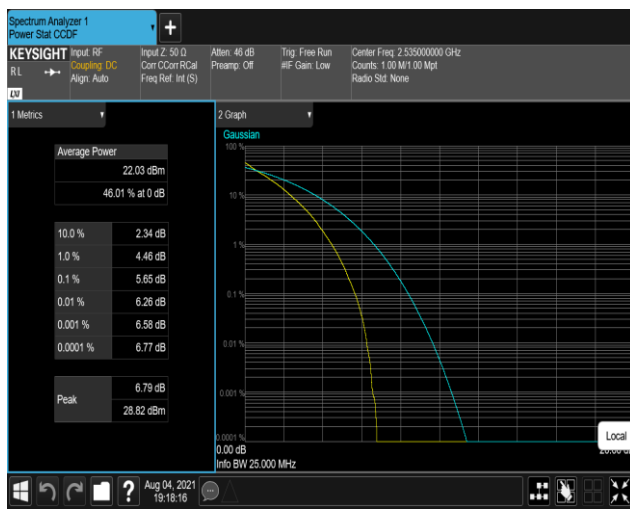 Spectrum Analyzer 1
Power Stat CCDF
+
KEYSIGHT
RL
LXI
Input: RF
Coupling: DC
Align: Auto
Input Z: 50 Ω
Corr CCorr RCal
Freq Ref: Int (S)
Atten: 46 dB
Preamp: Off
Trig: Free Run
#IF Gain: Low
Center Freq: 2.535000000 GHz
Counts: 1.00 M/1.00 Mpt
Radio Std: None
1 Metrics
Average Power
22.03 dBm
46.01 % at 0 dB
10.0 % 2.34 dB
1.0 % 4.46 dB
0.1 % 5.65 dB
0.01 % 6.26 dB
0.001 % 6.58 dB
0.0001 % 6.77 dB
Peak
6.79 dB
28.82 dBm
2 Graph
Gaussian
100 %
10 %
1 %
0.1 %
0.01 %
0.001 %
0.0001 %
0.00 dB
Info BW 25.000 MHz
Local
?
Aug 04, 2021
19:18:16